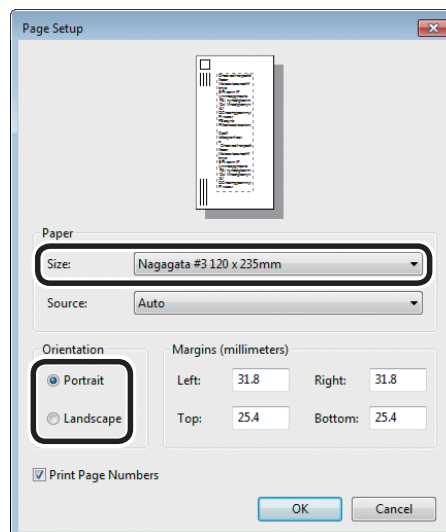 Page Setup
Paper
Size: Nagagata #3 120 x 235mm
Source: Auto
Orientation
Portrait
Landscape
Margins (millimeters)
Left: 31.8 Right: 31.8
Top: 25.4 Bottom: 25.4
Print Page Numbers
OK Cancel